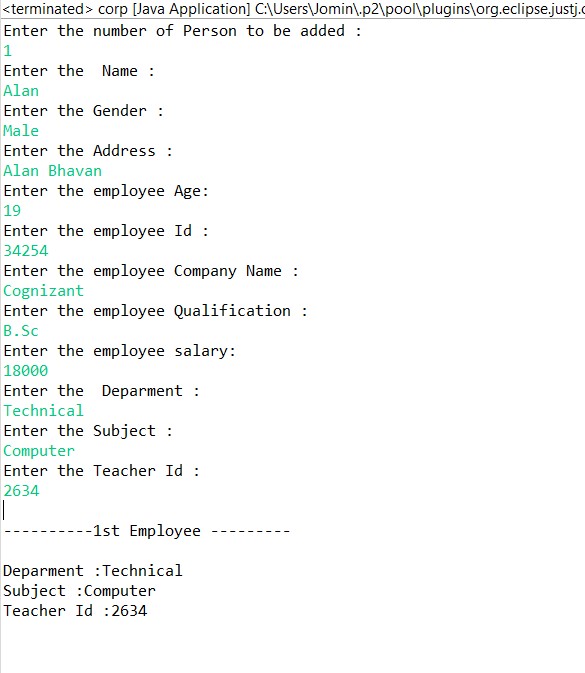 <terminated> corp [Java Application] C:\Users\Jomin\.p2\pool\plugins\org.eclipse.justj.
Enter the number of Person to be added :
1
Enter the  Name :
Alan
Enter the Gender :
Male
Enter the Address :
Alan Bhavan
Enter the employee Age:
19
Enter the employee Id :
34254
Enter the employee Company Name :
Cognizant
Enter the employee Qualification :
B.Sc
Enter the employee salary:
18000
Enter the  Deparment :
Technical
Enter the Subject :
Computer
Enter the Teacher Id :
2634
----------1st Employee ---------
Deparment :Technical
Subject :Computer
Teacher Id :2634